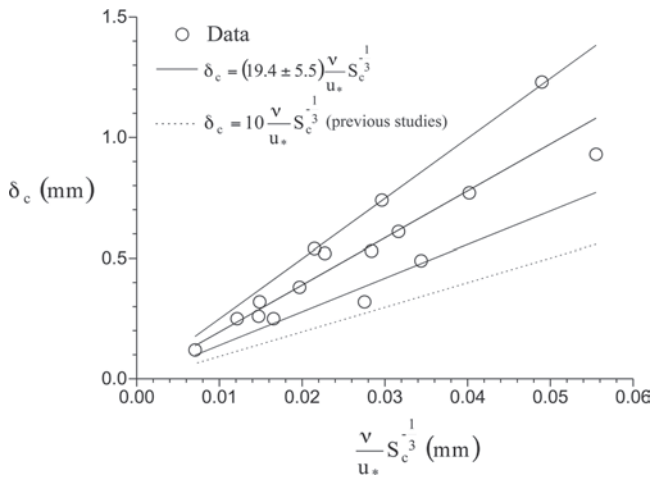 1.5
1.0
0.5
0.0
0.00 0.01 0.02 0.03 0.04 0.05 0.06
δc (mm)
Data
δc = (19.4 ± 5.5) ν/u* Sc^-1/3
δc = 10 ν/u* Sc^-1/3 (previous studies)
ν/u* Sc^-1/3 (mm)